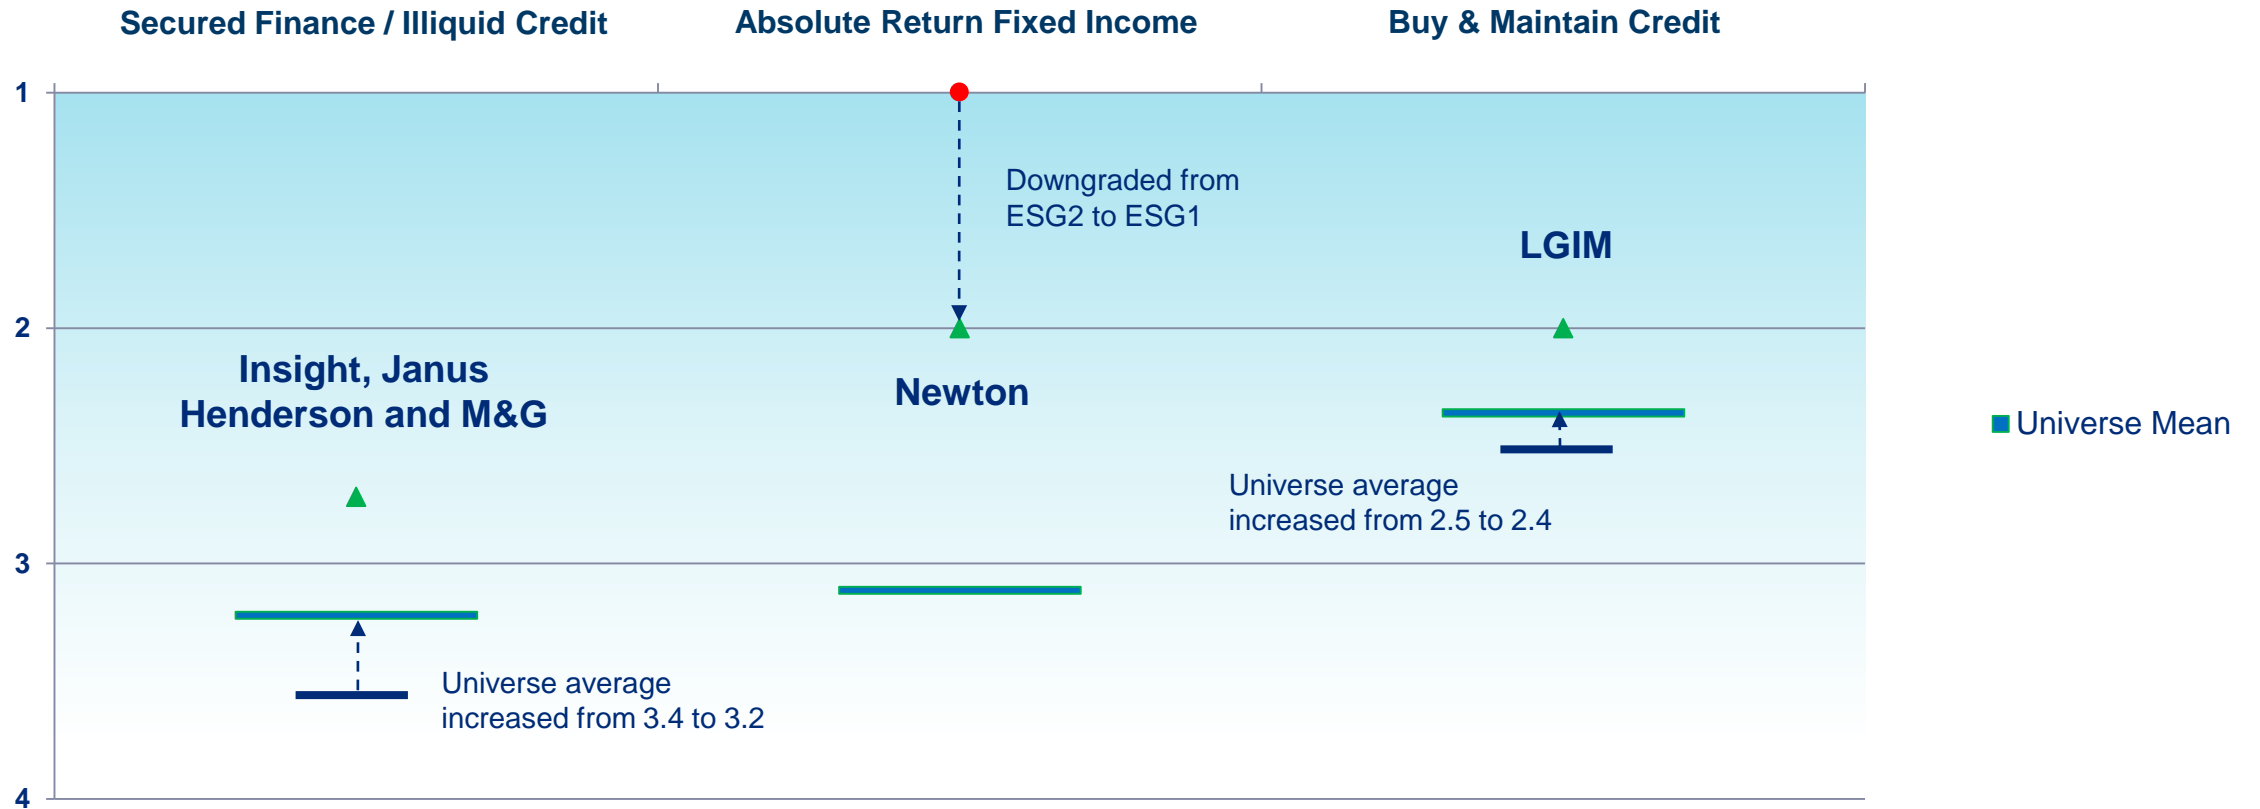 Secured Finance / Illiquid Credit
Absolute Return Fixed Income
Buy & Maintain Credit
1
2
3
4
Insight, Janus
Henderson and M&G
Universe average
increased from 3.4 to 3.2
Downgraded from
ESG2 to ESG1
Newton
LGIM
Universe average
increased from 2.5 to 2.4
Universe Mean